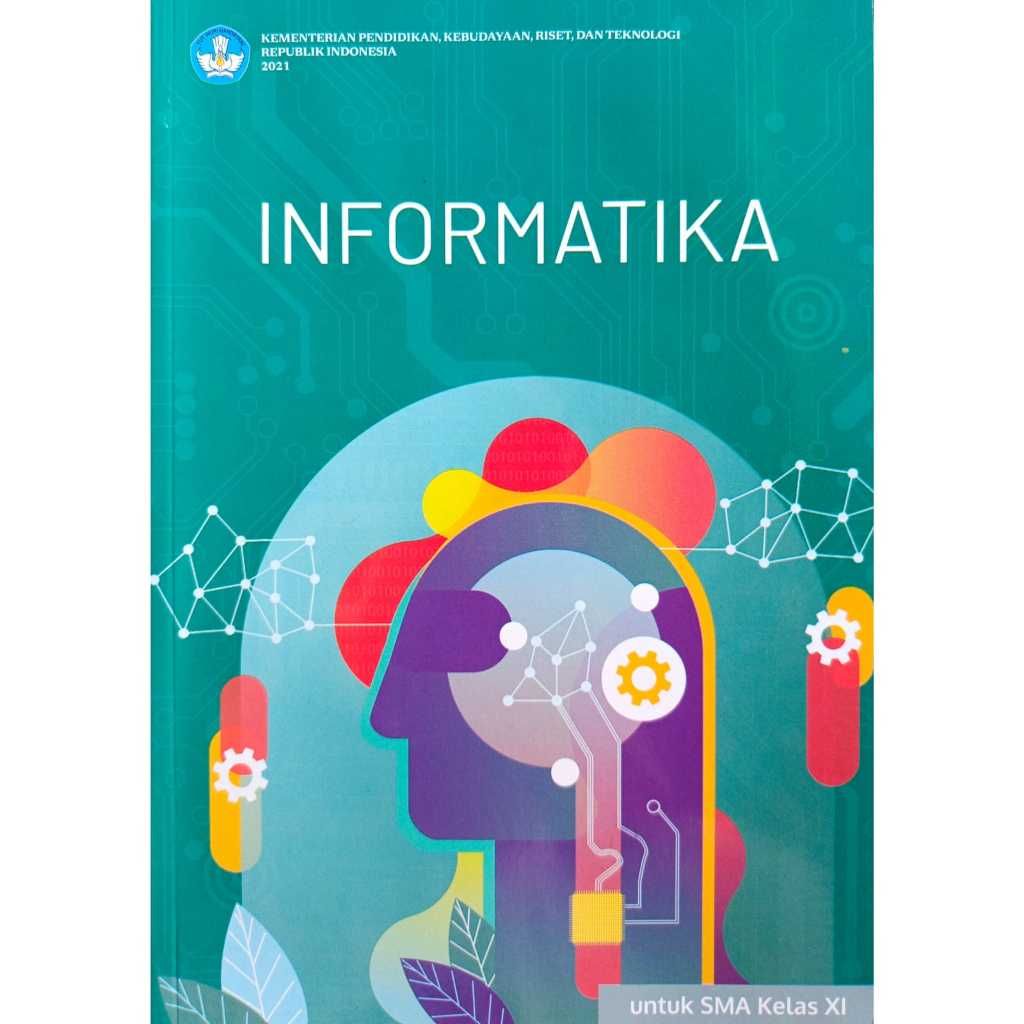 KEMENTERIAN PENDIDIKAN, KEBUDAYAAN, RISET, DAN TEKNOLOGI
REPUBLIK INDONESIA
2021
INFORMATIKA
untuk SMA Kelas XI